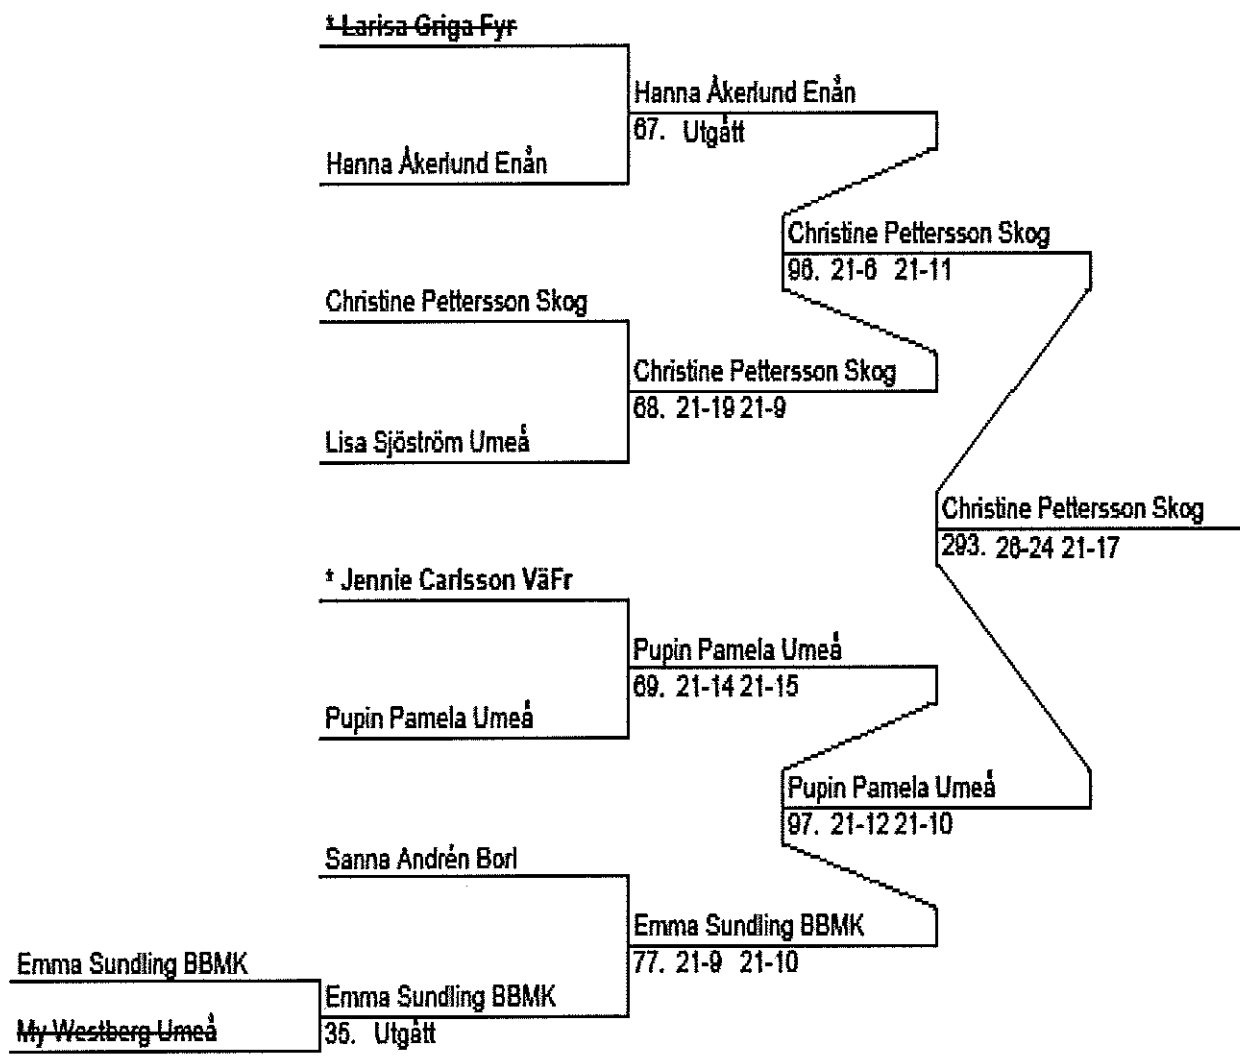 * Larisa Griga Fyr
Hanna Åkerlund Enån
67. Utgått
Hanna Åkerlund Enån
Christine Pettersson Skog
96. 21-6 21-11
Christine Pettersson Skog
Christine Pettersson Skog
68. 21-19 21-9
Lisa Sjöström Umeå
Christine Pettersson Skog
293. 26-24 21-17
* Jennie Carlsson VäFr
Pupin Pamela Umeå
69. 21-14 21-15
Pupin Pamela Umeå
Pupin Pamela Umeå
97. 21-12 21-10
Sanna Andrén Borl
Emma Sundling BBMK
77. 21-9 21-10
Emma Sundling BBMK
Emma Sundling BBMK
35. Utgått
My Westberg Umeå